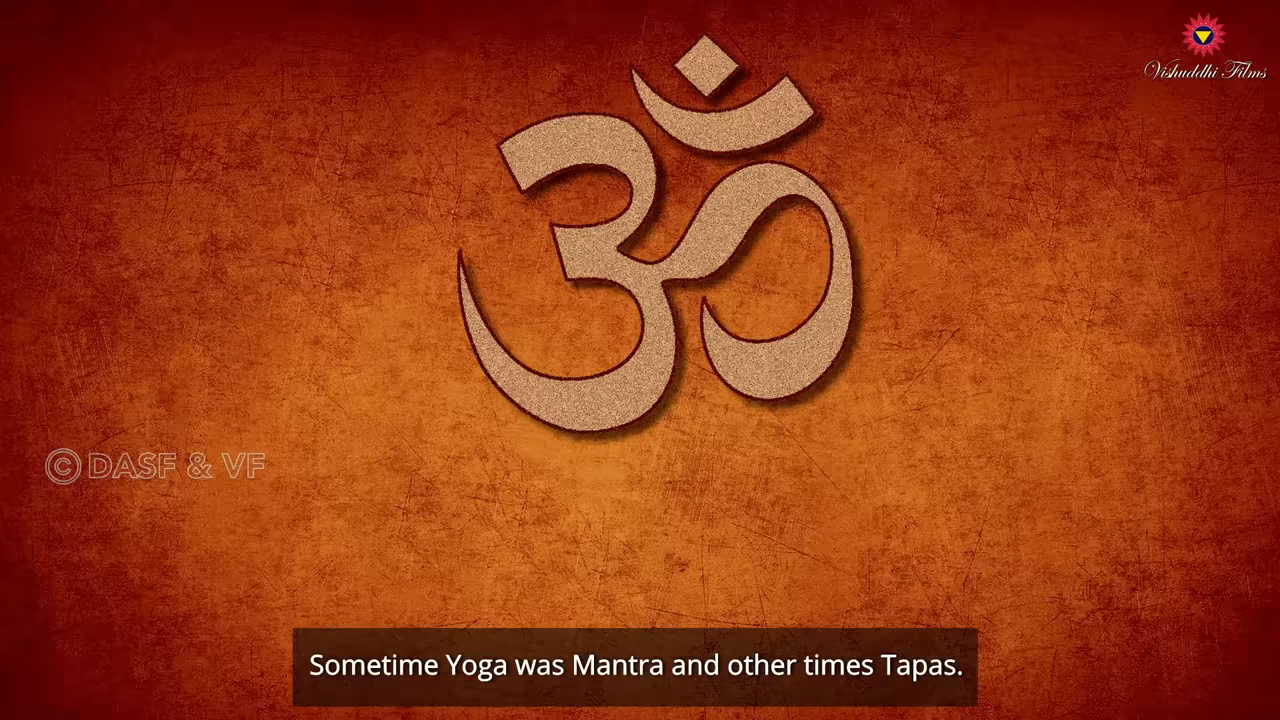 ॐ
Vishuddhi Films
© DASF & VF
Sometime Yoga was Mantra and other times Tapas.